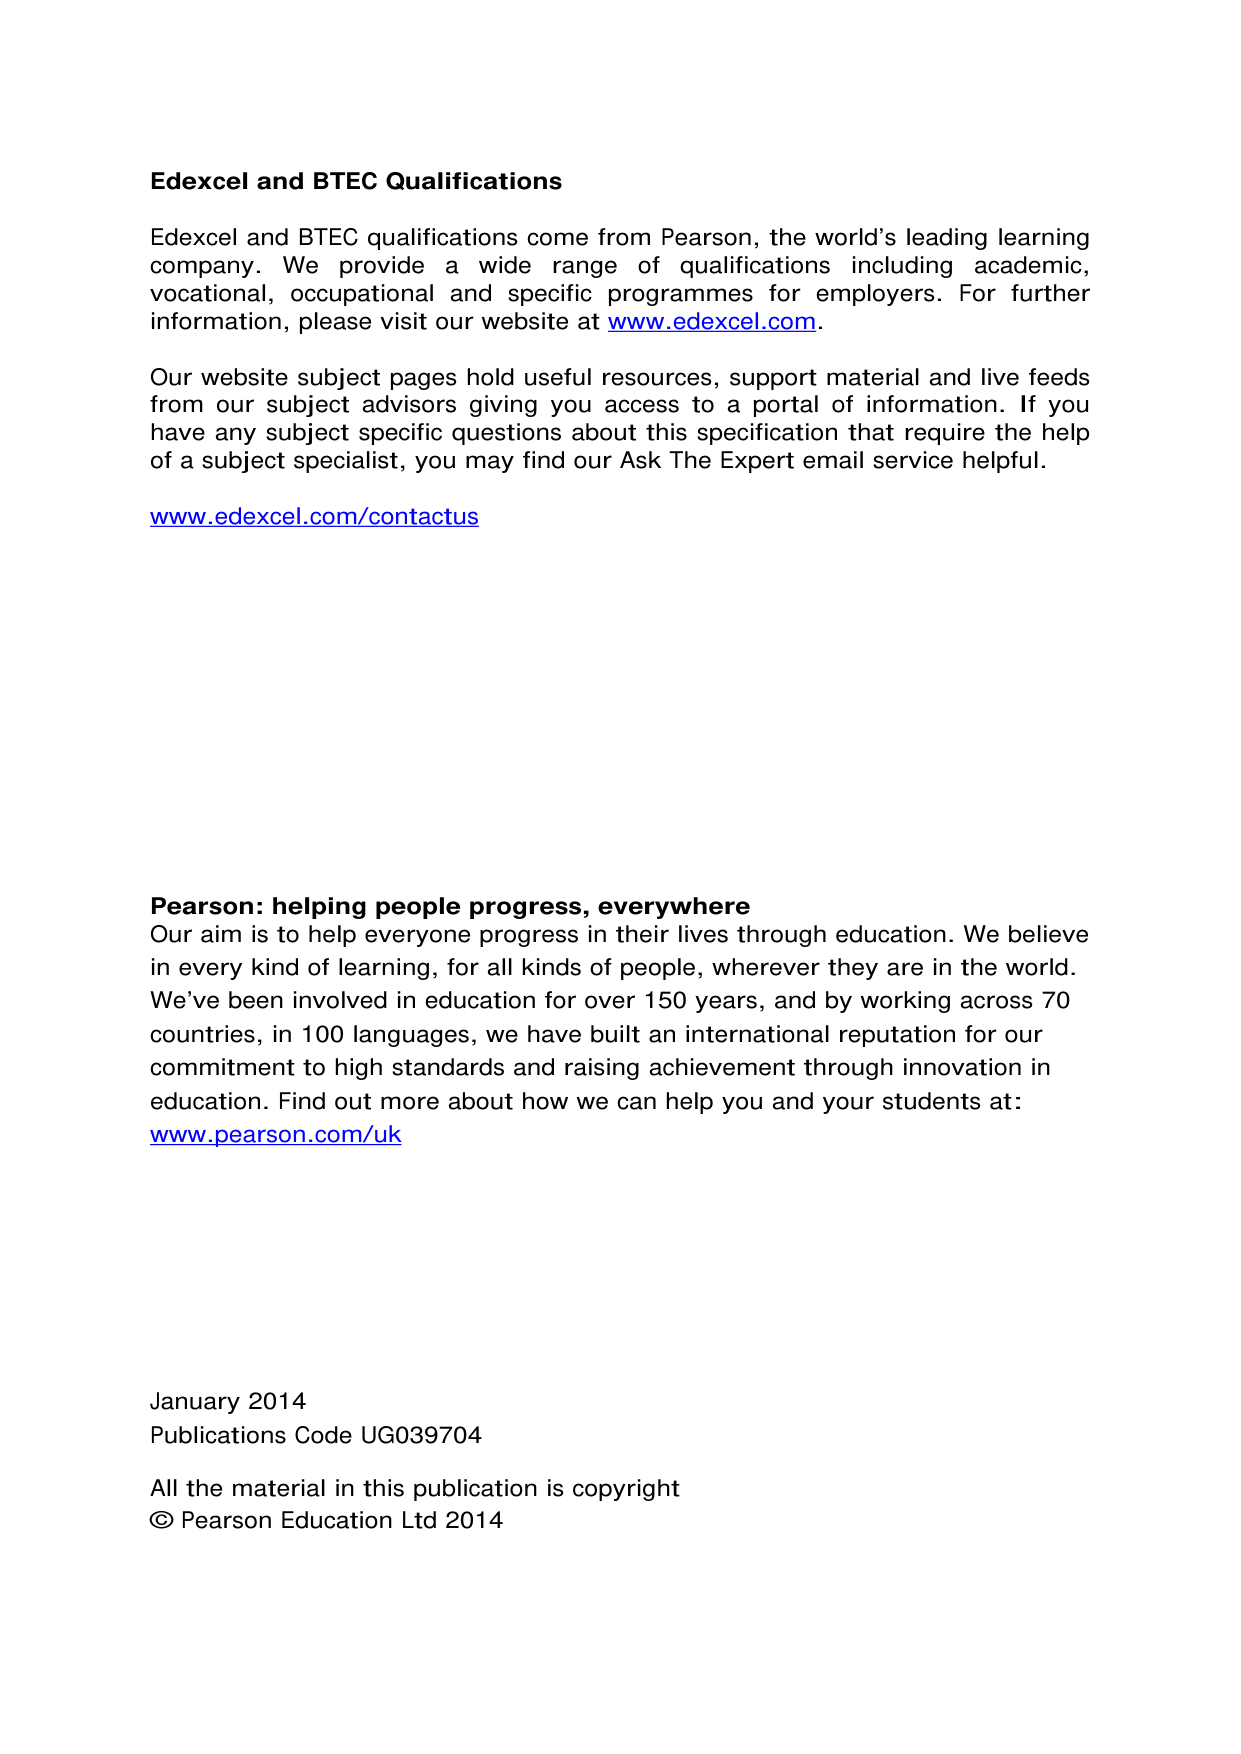 Edexcel and BTEC Qualifications
Edexcel and BTEC qualifications come from Pearson, the world’s leading learning
company. We provide a wide range of qualifications including academic,
vocational, occupational and specific programmes for employers. For further
information, please visit our website at www.edexcel.com.
Our website subject pages hold useful resources, support material and live feeds
from our subject advisors giving you access to a portal of information. If you
have any subject specific questions about this specification that require the help
of a subject specialist, you may find our Ask The Expert email service helpful.
www.edexcel.com/contactus
Pearson: helping people progress, everywhere
Our aim is to help everyone progress in their lives through education. We believe
in every kind of learning, for all kinds of people, wherever they are in the world.
We’ve been involved in education for over 150 years, and by working across 70
countries, in 100 languages, we have built an international reputation for our
commitment to high standards and raising achievement through innovation in
education. Find out more about how we can help you and your students at:
www.pearson.com/uk
January 2014
Publications Code UG039704
All the material in this publication is copyright
© Pearson Education Ltd 2014